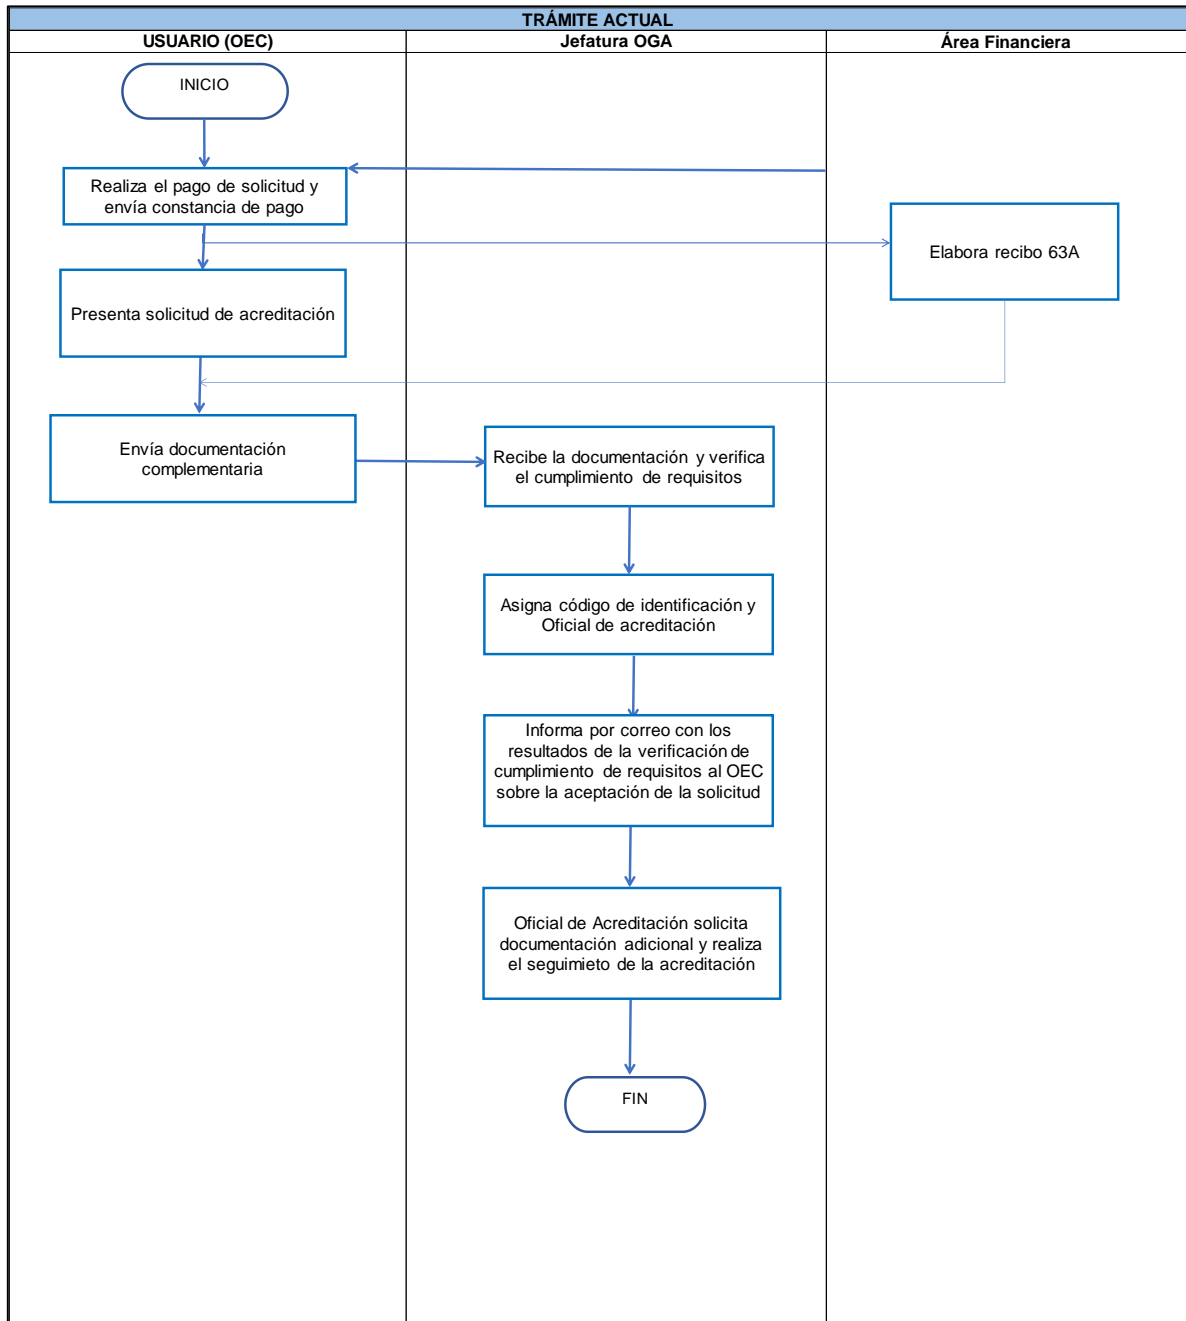 TRÁMITE ACTUAL
USUARIO (OEC)
Jefatura OGA
Área Financiera
INICIO
Realiza el pago de solicitud y
envía constancia de pago
Elabora recibo 63A
Presenta solicitud de acreditación
Envía documentación
complementaria
Recibe la documentación y verifica
el cumplimiento de requisitos
Asigna código de identificación y
Oficial de acreditación
Informa por correo con los
resultados de la verificación de
cumplimiento de requisitos al OEC
sobre la aceptación de la solicitud
Oficial de Acreditación solicita
documentación adicional y realiza
el seguimieto de la acreditación
FIN